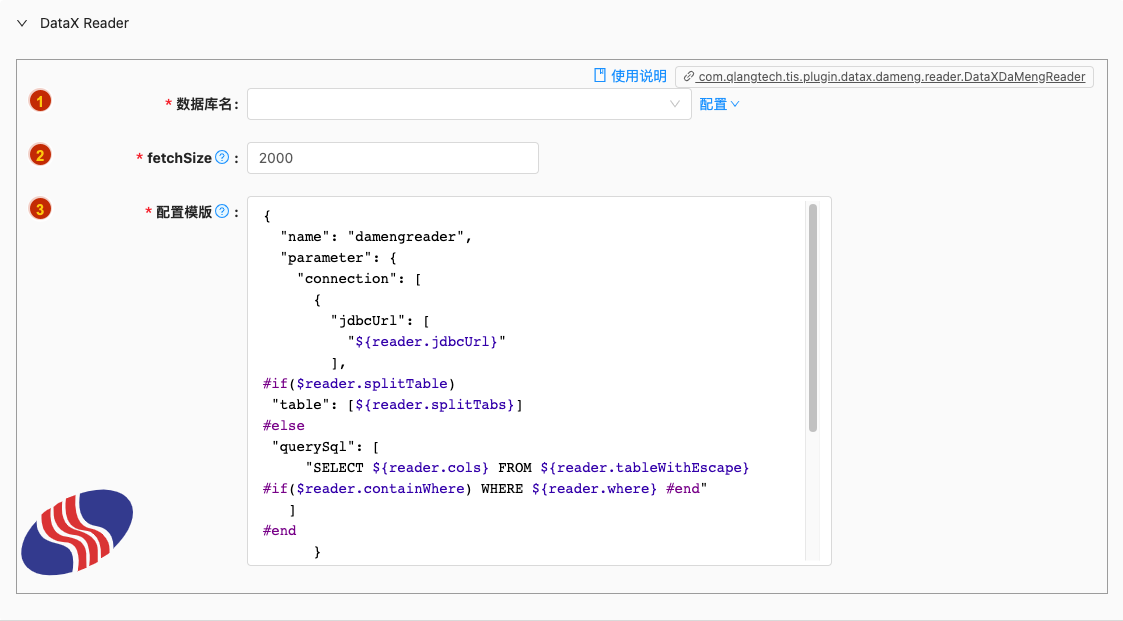 DataX Reader
使用说明 com.qlangtech.tis.plugin.datax.dameng.reader.DataXDaMengReader
1 * 数据库名: 配置
2 * fetchSize ? : 2000
3 * 配置模版 ? :
{
  "name": "damengreader",
  "parameter": {
    "connection": [
      {
        "jdbcUrl": [
          "${reader.jdbcUrl}"
        ],
#if($reader.splitTable)
 "table": [${reader.splitTabs}]
#else
 "querySql": [
     "SELECT ${reader.cols} FROM ${reader.tableWithEscape}
#if($reader.containWhere) WHERE ${reader.where} #end"
   ]
#end
      }